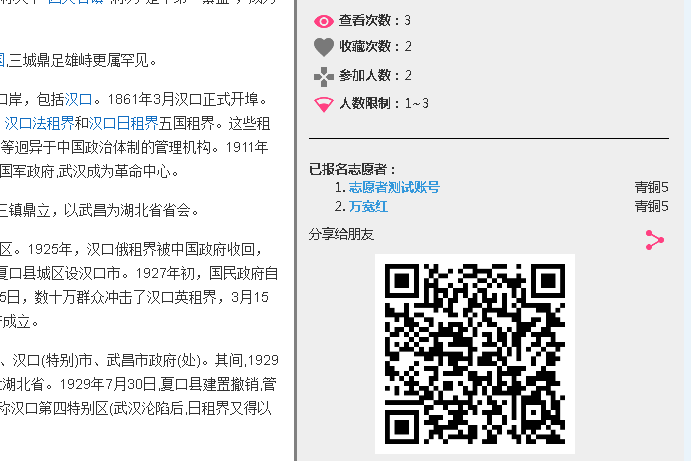 国,三城鼎足雄峙更属罕见。
口岸，包括汉口。1861年3月汉口正式开埠。
汉口法租界和汉口日租界五国租界。这些租
等迥异于中国政治体制的管理机构。1911年
国军政府,武汉成为革命中心。
三镇鼎立，以武昌为湖北省省会。
区。1925年，汉口俄租界被中国政府收回，
夏口县城区设汉口市。1927年初，国民政府自
5日，数十万群众冲击了汉口英租界，3月15
成立。
、汉口(特别)市、武昌市政府(处)。其间,1929
湖北省。1929年7月30日,夏口县建置撤销,管
称汉口第四特别区(武汉沦陷后,日租界又得以
查看次数：3
收藏次数：2
参加人数：2
人数限制：1~3
已报名志愿者：
1. 志愿者测试账号 青铜5
2. 万宽红 青铜5
分享给朋友